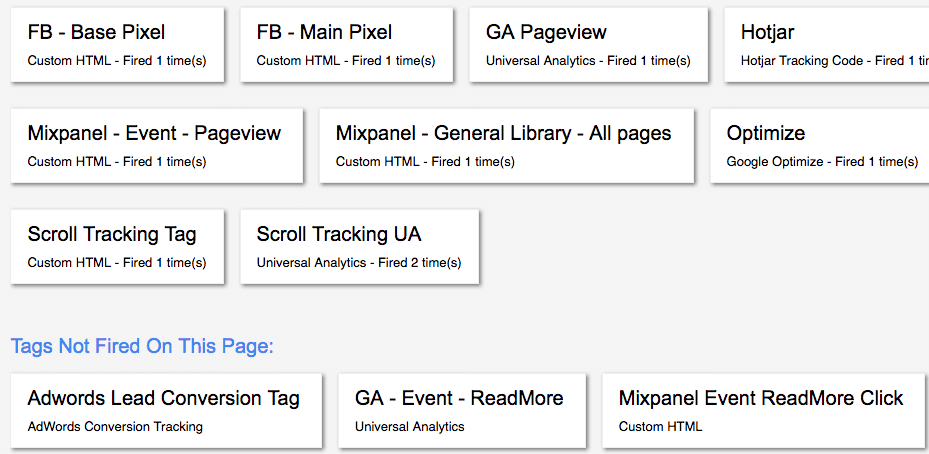 FB - Base Pixel
Custom HTML - Fired 1 time(s)
FB - Main Pixel
Custom HTML - Fired 1 time(s)
GA Pageview
Universal Analytics - Fired 1 time(s)
Hotjar
Hotjar Tracking Code - Fired 1
Mixpanel - Event - Pageview
Custom HTML - Fired 1 time(s)
Mixpanel - General Library - All pages
Custom HTML - Fired 1 time(s)
Optimize
Google Optimize - Fired 1 time(s)
Scroll Tracking Tag
Custom HTML - Fired 1 time(s)
Scroll Tracking UA
Universal Analytics - Fired 2 time(s)
Tags Not Fired On This Page:
Adwords Lead Conversion Tag
AdWords Conversion Tracking
GA - Event - ReadMore
Universal Analytics
Mixpanel Event ReadMore Click
Custom HTML